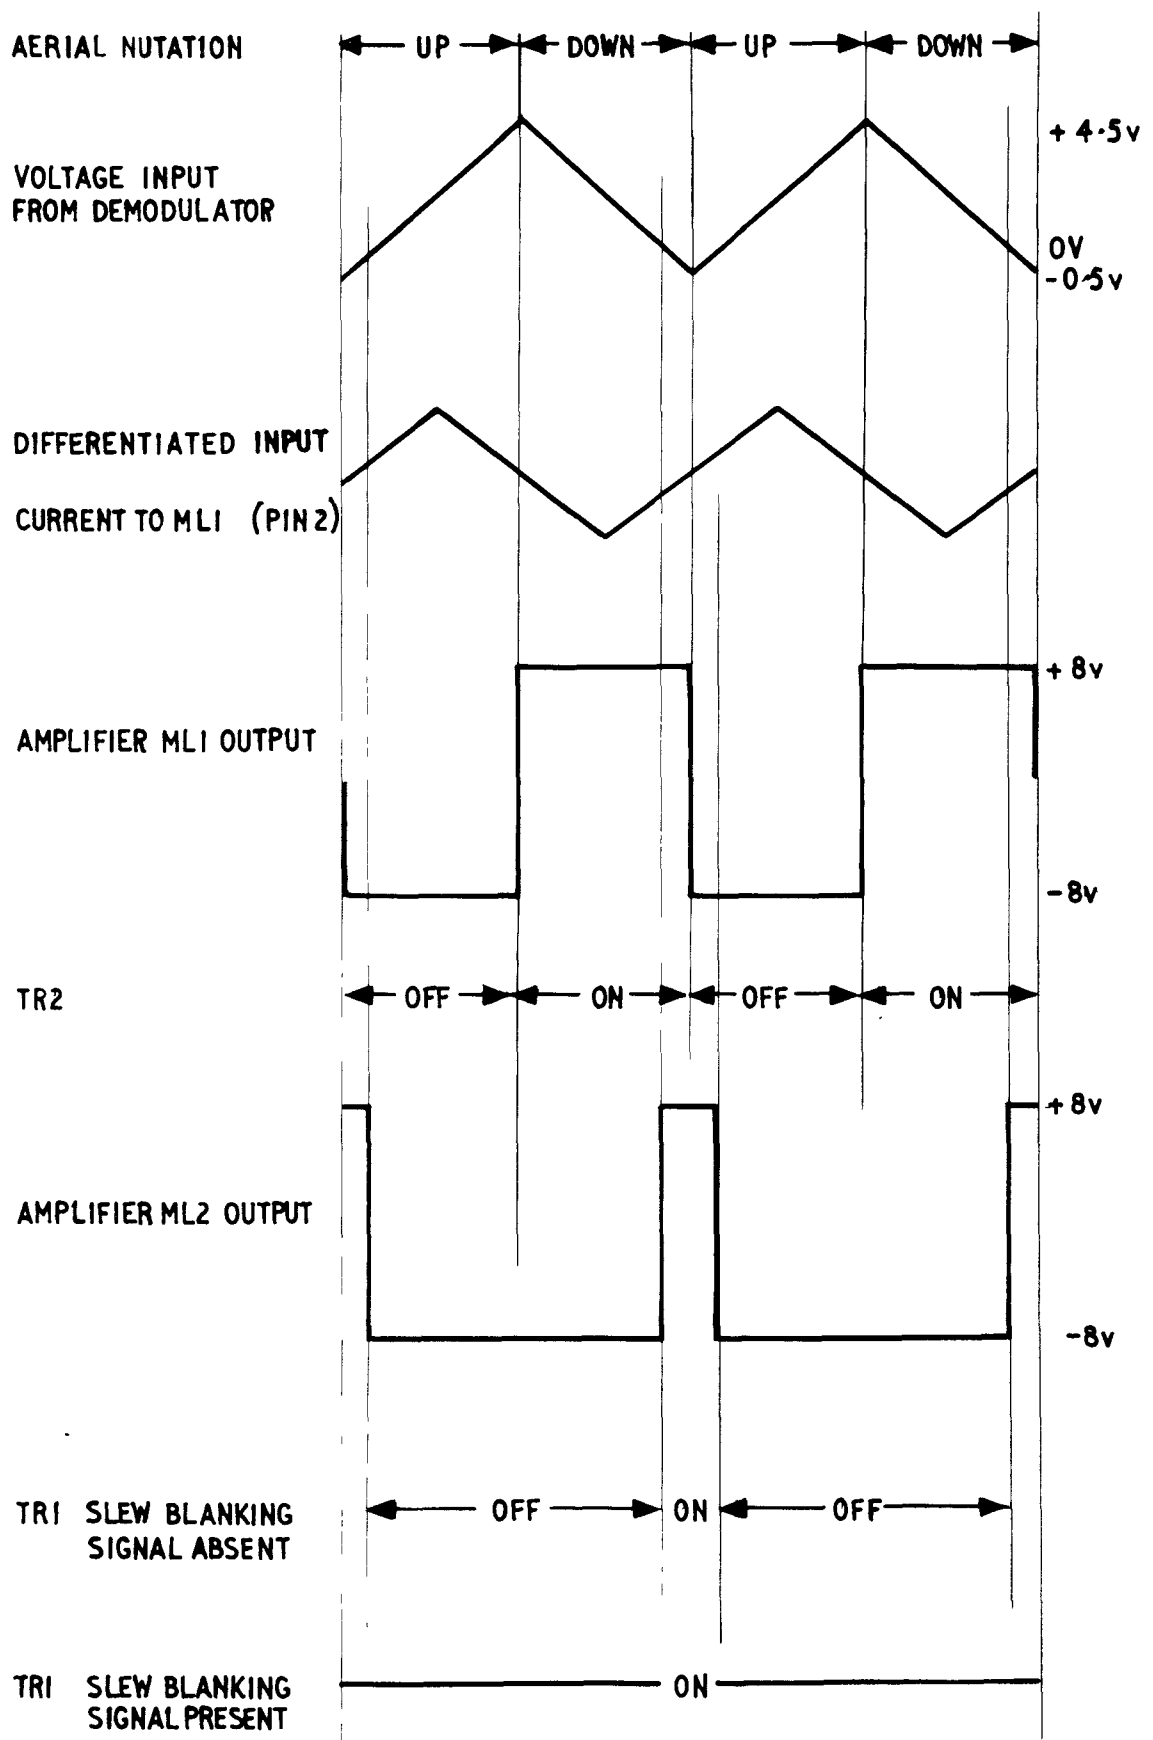 AERIAL NUTATION
UP DOWN UP DOWN
+ 4·5v
VOLTAGE INPUT
FROM DEMODULATOR
0V
-0·5v
DIFFERENTIATED INPUT
CURRENT TO ML1 (PIN 2)
+ 8v
AMPLIFIER ML1 OUTPUT
-8v
TR2
OFF ON OFF ON
+8v
AMPLIFIER ML2 OUTPUT
-8v
TR1 SLEW BLANKING
SIGNAL ABSENT
OFF ON OFF
TR1 SLEW BLANKING
SIGNAL PRESENT
ON